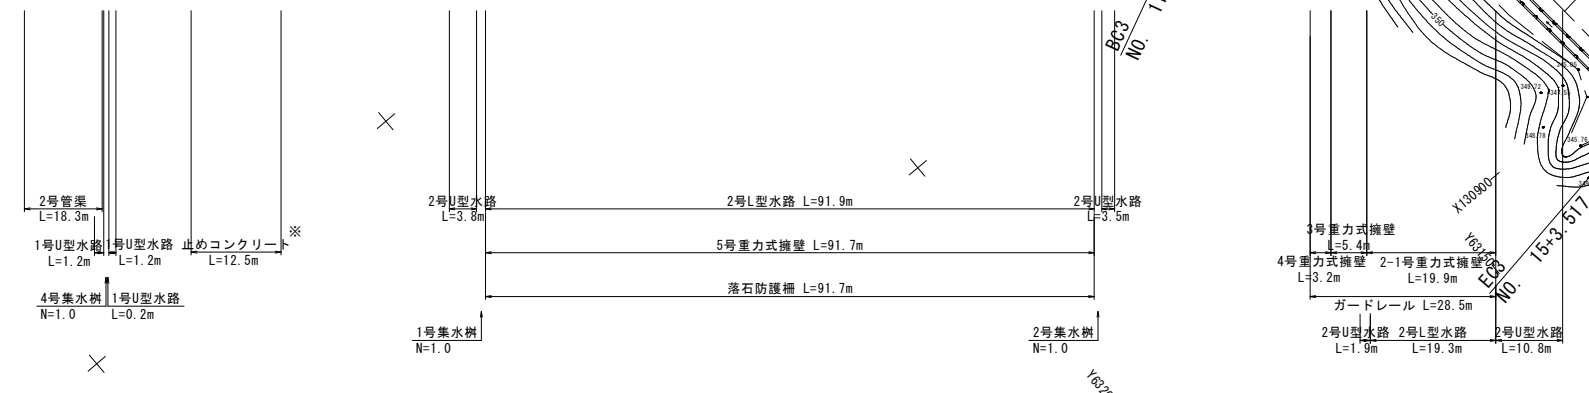 2号管渠
L=18.3m
1号U型水路
L=1.2m
1号U型水路
L=1.2m
止めコンクリート
※
L=12.5m
4号集水桝
N=1.0
1号U型水路
L=0.2m
2号U型水路
L=3.8m
2号L型水路 L=91.9m
2号U型水路
L=3.5m
5号重力式擁壁 L=91.7m
落石防護柵 L=91.7m
1号集水桝
N=1.0
2号集水桝
N=1.0
BC3
NO.
350
349.72
348.78
345.76
X130900
3号重力式擁壁
L=5.4m
4号重力式擁壁
L=3.2m
2-1号重力式擁壁
L=19.9m
EC3
NO. 15+3.517
ガードレール L=28.5m
2号U型水路
L=1.9m
2号L型水路
L=19.3m
2号U型水路
L=10.8m